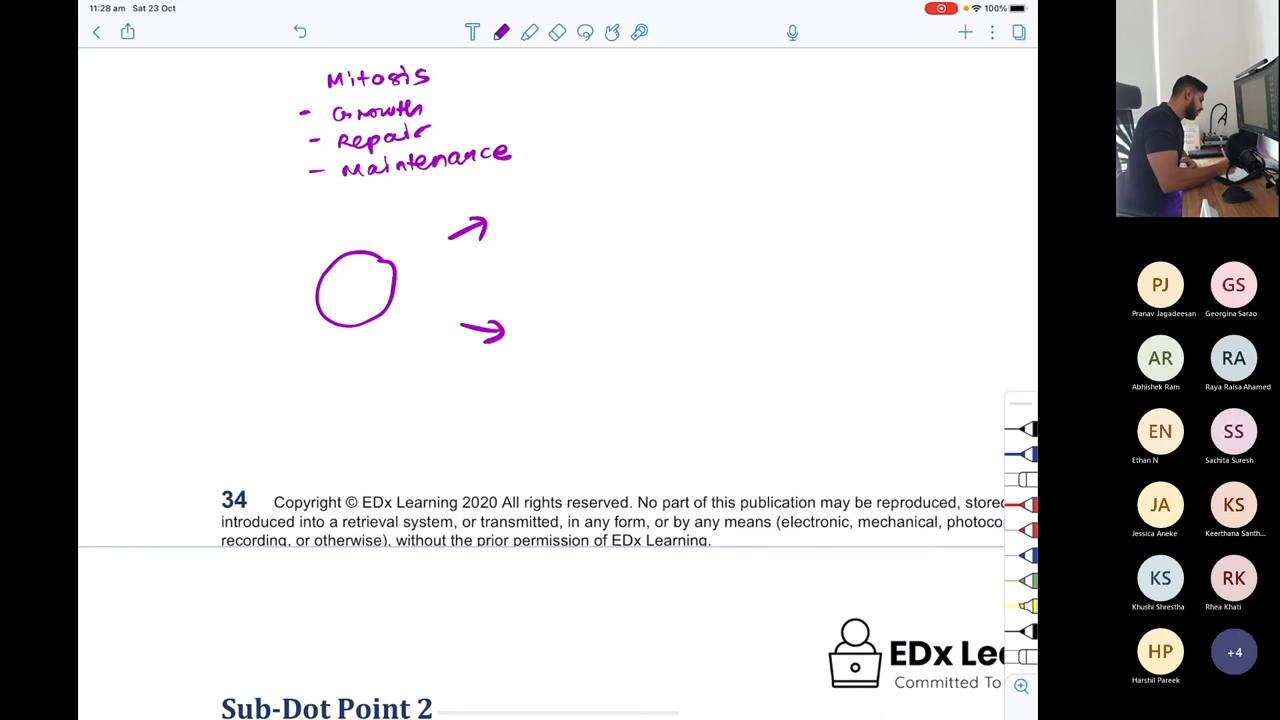 11:28 am Sat 23 Oct
100%
Mitosis
- Growth
- Repair
- Maintenance
34 Copyright © EDx Learning 2020 All rights reserved. No part of this publication may be reproduced, stored
introduced into a retrieval system, or transmitted, in any form, or by any means (electronic, mechanical, photoco
recording, or otherwise), without the prior permission of EDx Learning.
EDx Lea
Committed To
Sub-Dot Point 2
PJ
Pranav Jagadeesan
GS
Georgina Sarao
AR
Abhishek Ram
RA
Raya Raisa Ahamed
EN
Ethan N
SS
Sachita Suresh
JA
Jessica Aneke
KS
Keerthana Santh...
KS
Khushi Shrestha
RK
Rhea Khati
HP
Harshil Pareek
+4